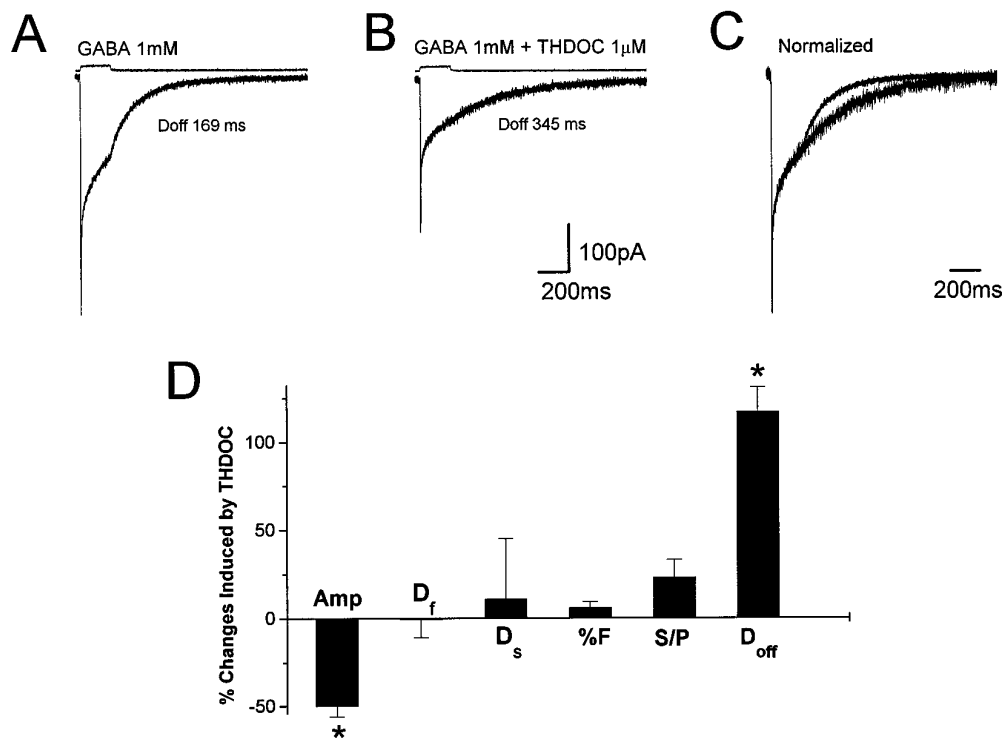 A
GABA 1mM
Doff 169 ms
B
GABA 1mM + THDOC 1µM
Doff 345 ms
100pA
200ms
C
Normalized
200ms
D
% Changes Induced by THDOC
100
50
0
-50
Amp
*
Df
Ds
%F
S/P
*
Doff